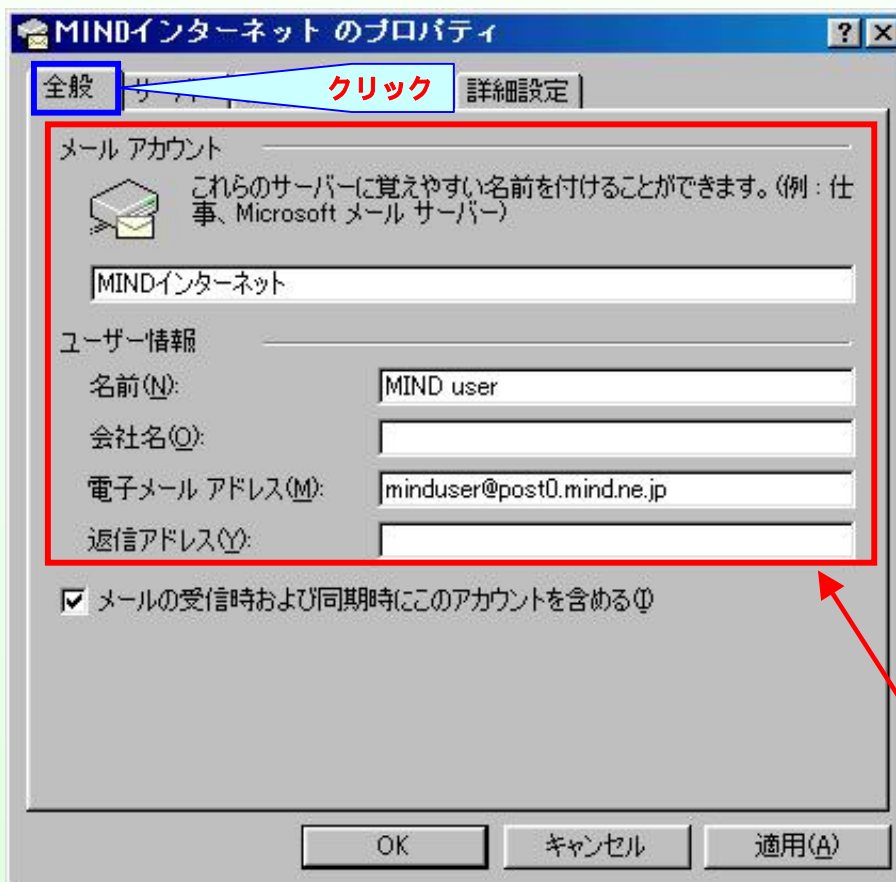 MINDインターネット のプロパティ
全般
クリック
詳細設定
メール アカウント
これらのサーバーに覚えやすい名前を付けることができます。(例 : 仕
事、Microsoft メール サーバー)
MINDインターネット
ユーザー情報
名前(N):
MIND user
会社名(O):
電子メール アドレス(M):
minduser@post0.mind.ne.jp
返信アドレス(Y):
メールの受信時および同期時にこのアカウントを含める(I)
OK
キャンセル
適用(A)